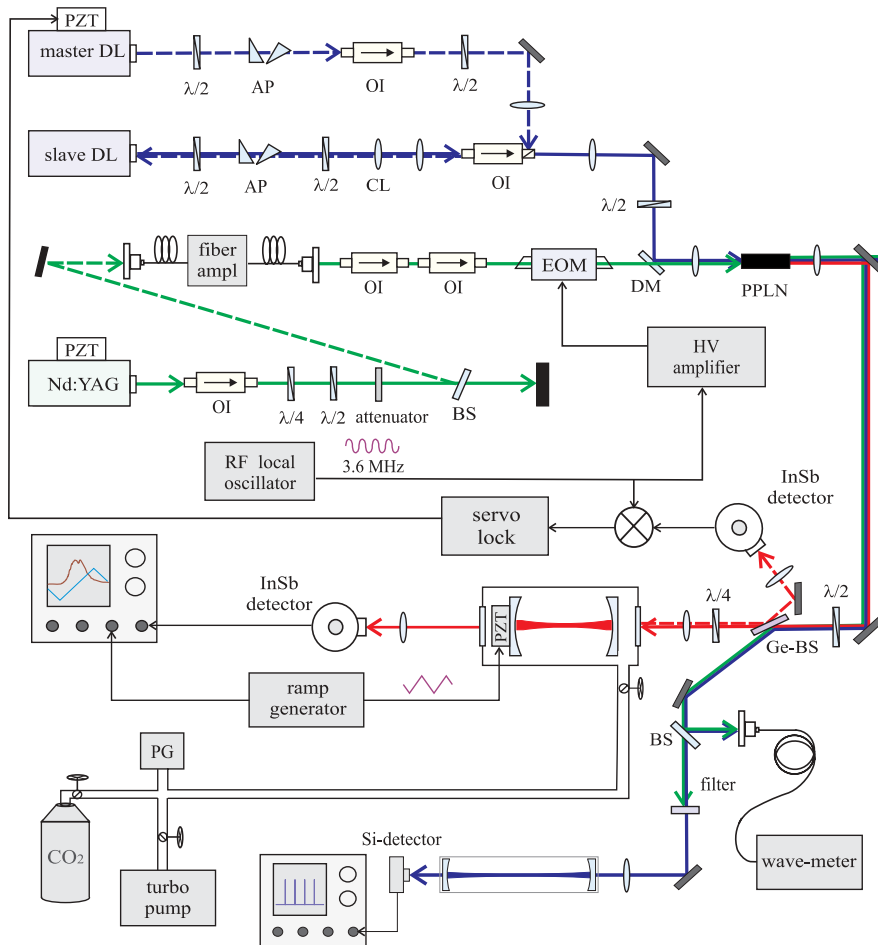 PZT
master DL
λ/2
AP
OI
λ/2
slave DL
λ/2
AP
λ/2
CL
OI
λ/2
fiber
ampl
OI
OI
EOM
DM
PPLN
PZT
Nd:YAG
OI
λ/4
λ/2
attenuator
BS
HV
amplifier
RF local
oscillator
3.6 MHz
servo
lock
InSb
detector
InSb
detector
PZT
λ/4
λ/2
Ge-BS
ramp
generator
PG
BS
filter
CO2
turbo
pump
Si-detector
wave-meter